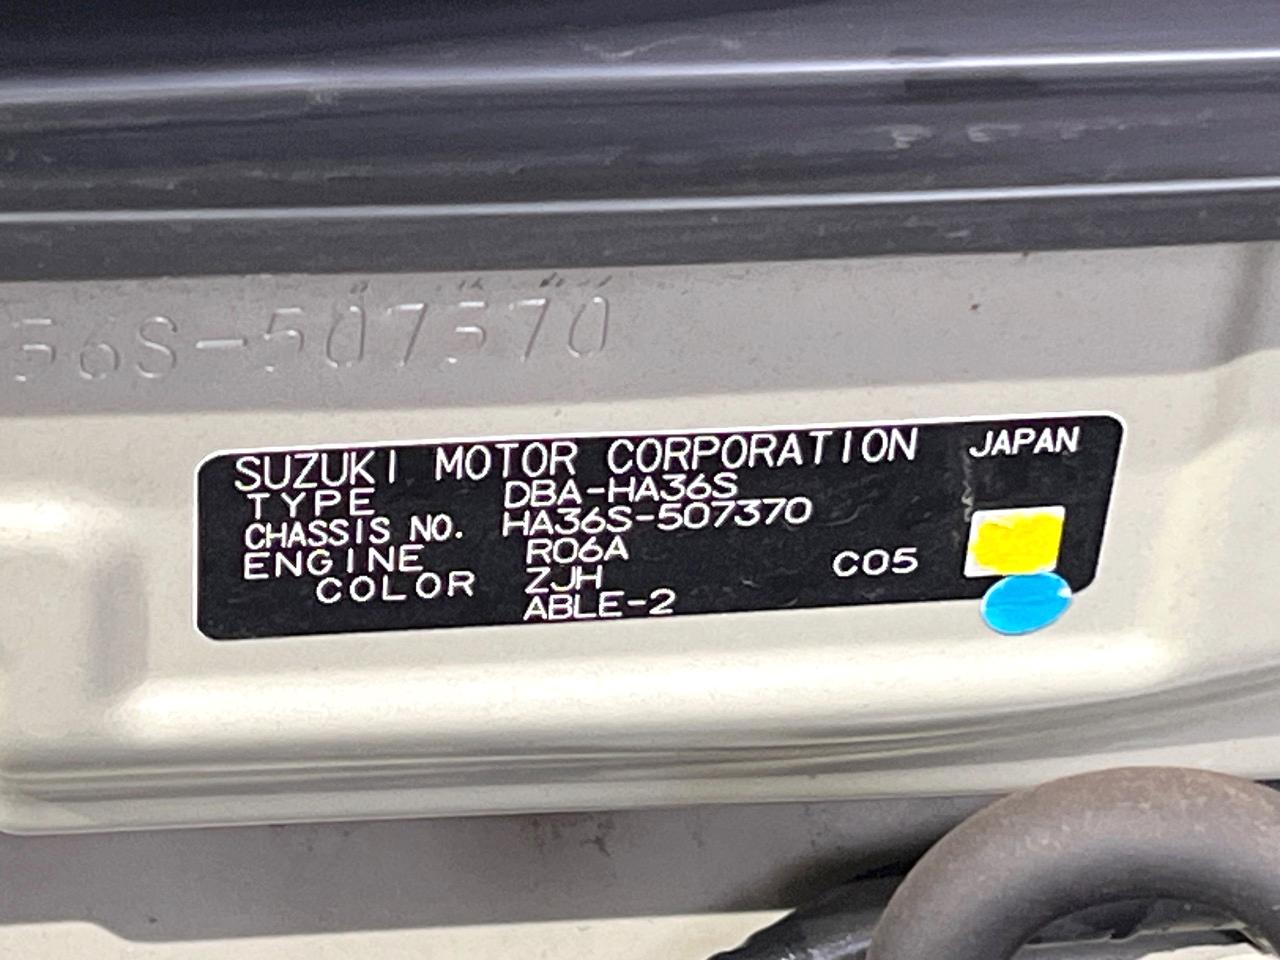 36S-507370
SUZUKI MOTOR CORPORATION JAPAN
TYPE DBA-HA36S
CHASSIS NO. HA36S-507370
ENGINE R06A
COLOR ZJH C05
ABLE-2